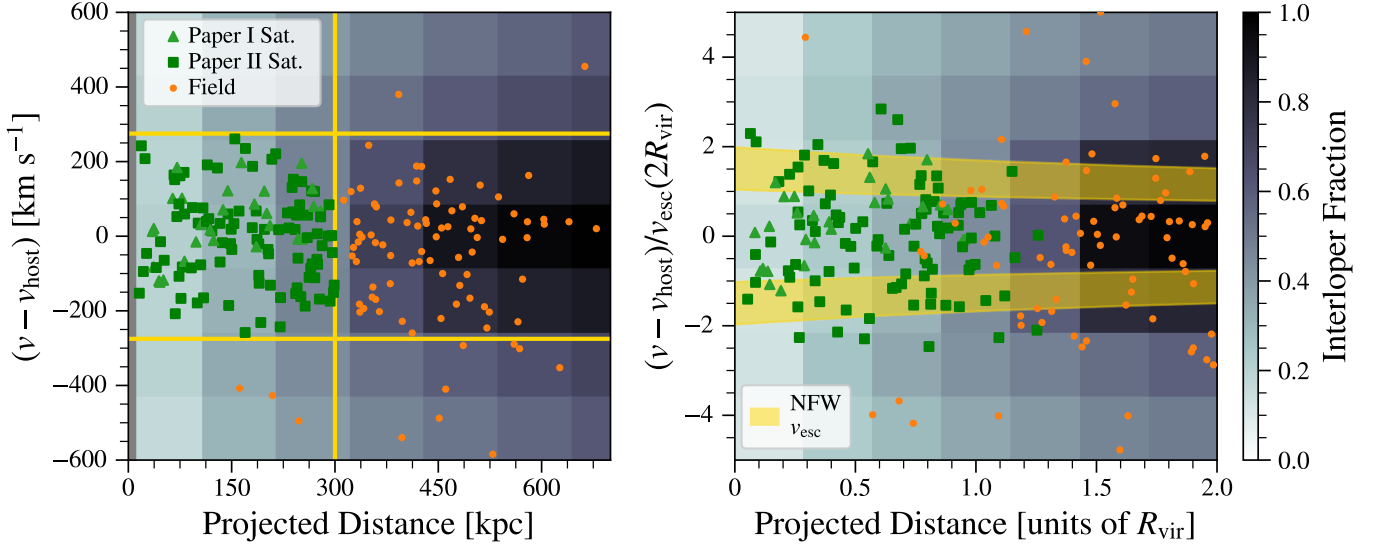 Paper I Sat.
Paper II Sat.
Field
600
400
200
0
−200
−400
−600
(v − v_host) [km s⁻¹]
0
150
300
450
600
Projected Distance [kpc]
4
2
0
−2
−4
(v − v_host)/v_esc(2R_vir)
NFW
v_esc
0
0.5
1.0
1.5
2.0
Projected Distance [units of R_vir]
1.0
0.8
0.6
0.4
0.2
0.0
Interloper Fraction